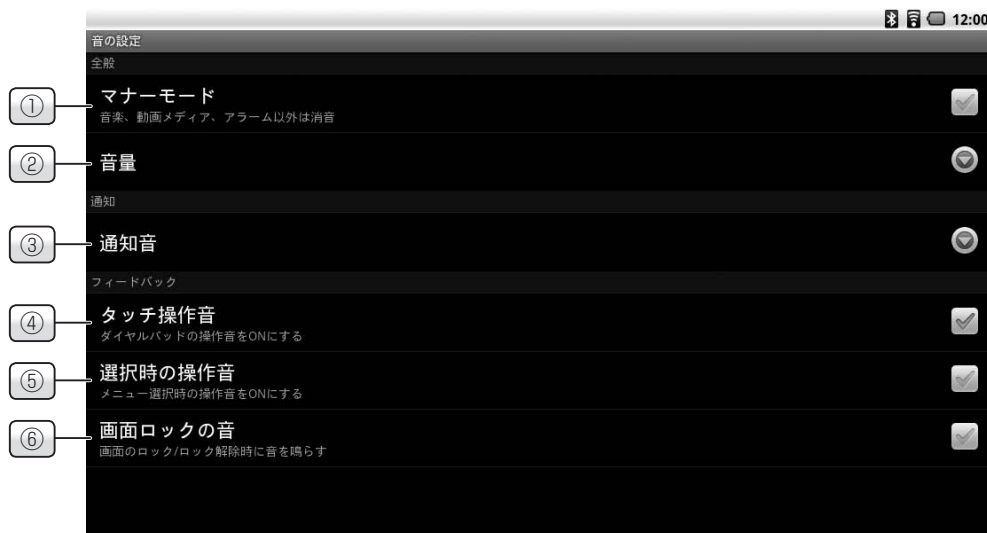 12:00
音の設定
全般
①
マナーモード
音楽、動画メディア、アラーム以外は消音
②
音量
通知
③
通知音
フィードバック
④
タッチ操作音
ダイヤルパッドの操作音をONにする
⑤
選択時の操作音
メニュー選択時の操作音をONにする
⑥
画面ロックの音
画面のロック/ロック解除時に音を鳴らす